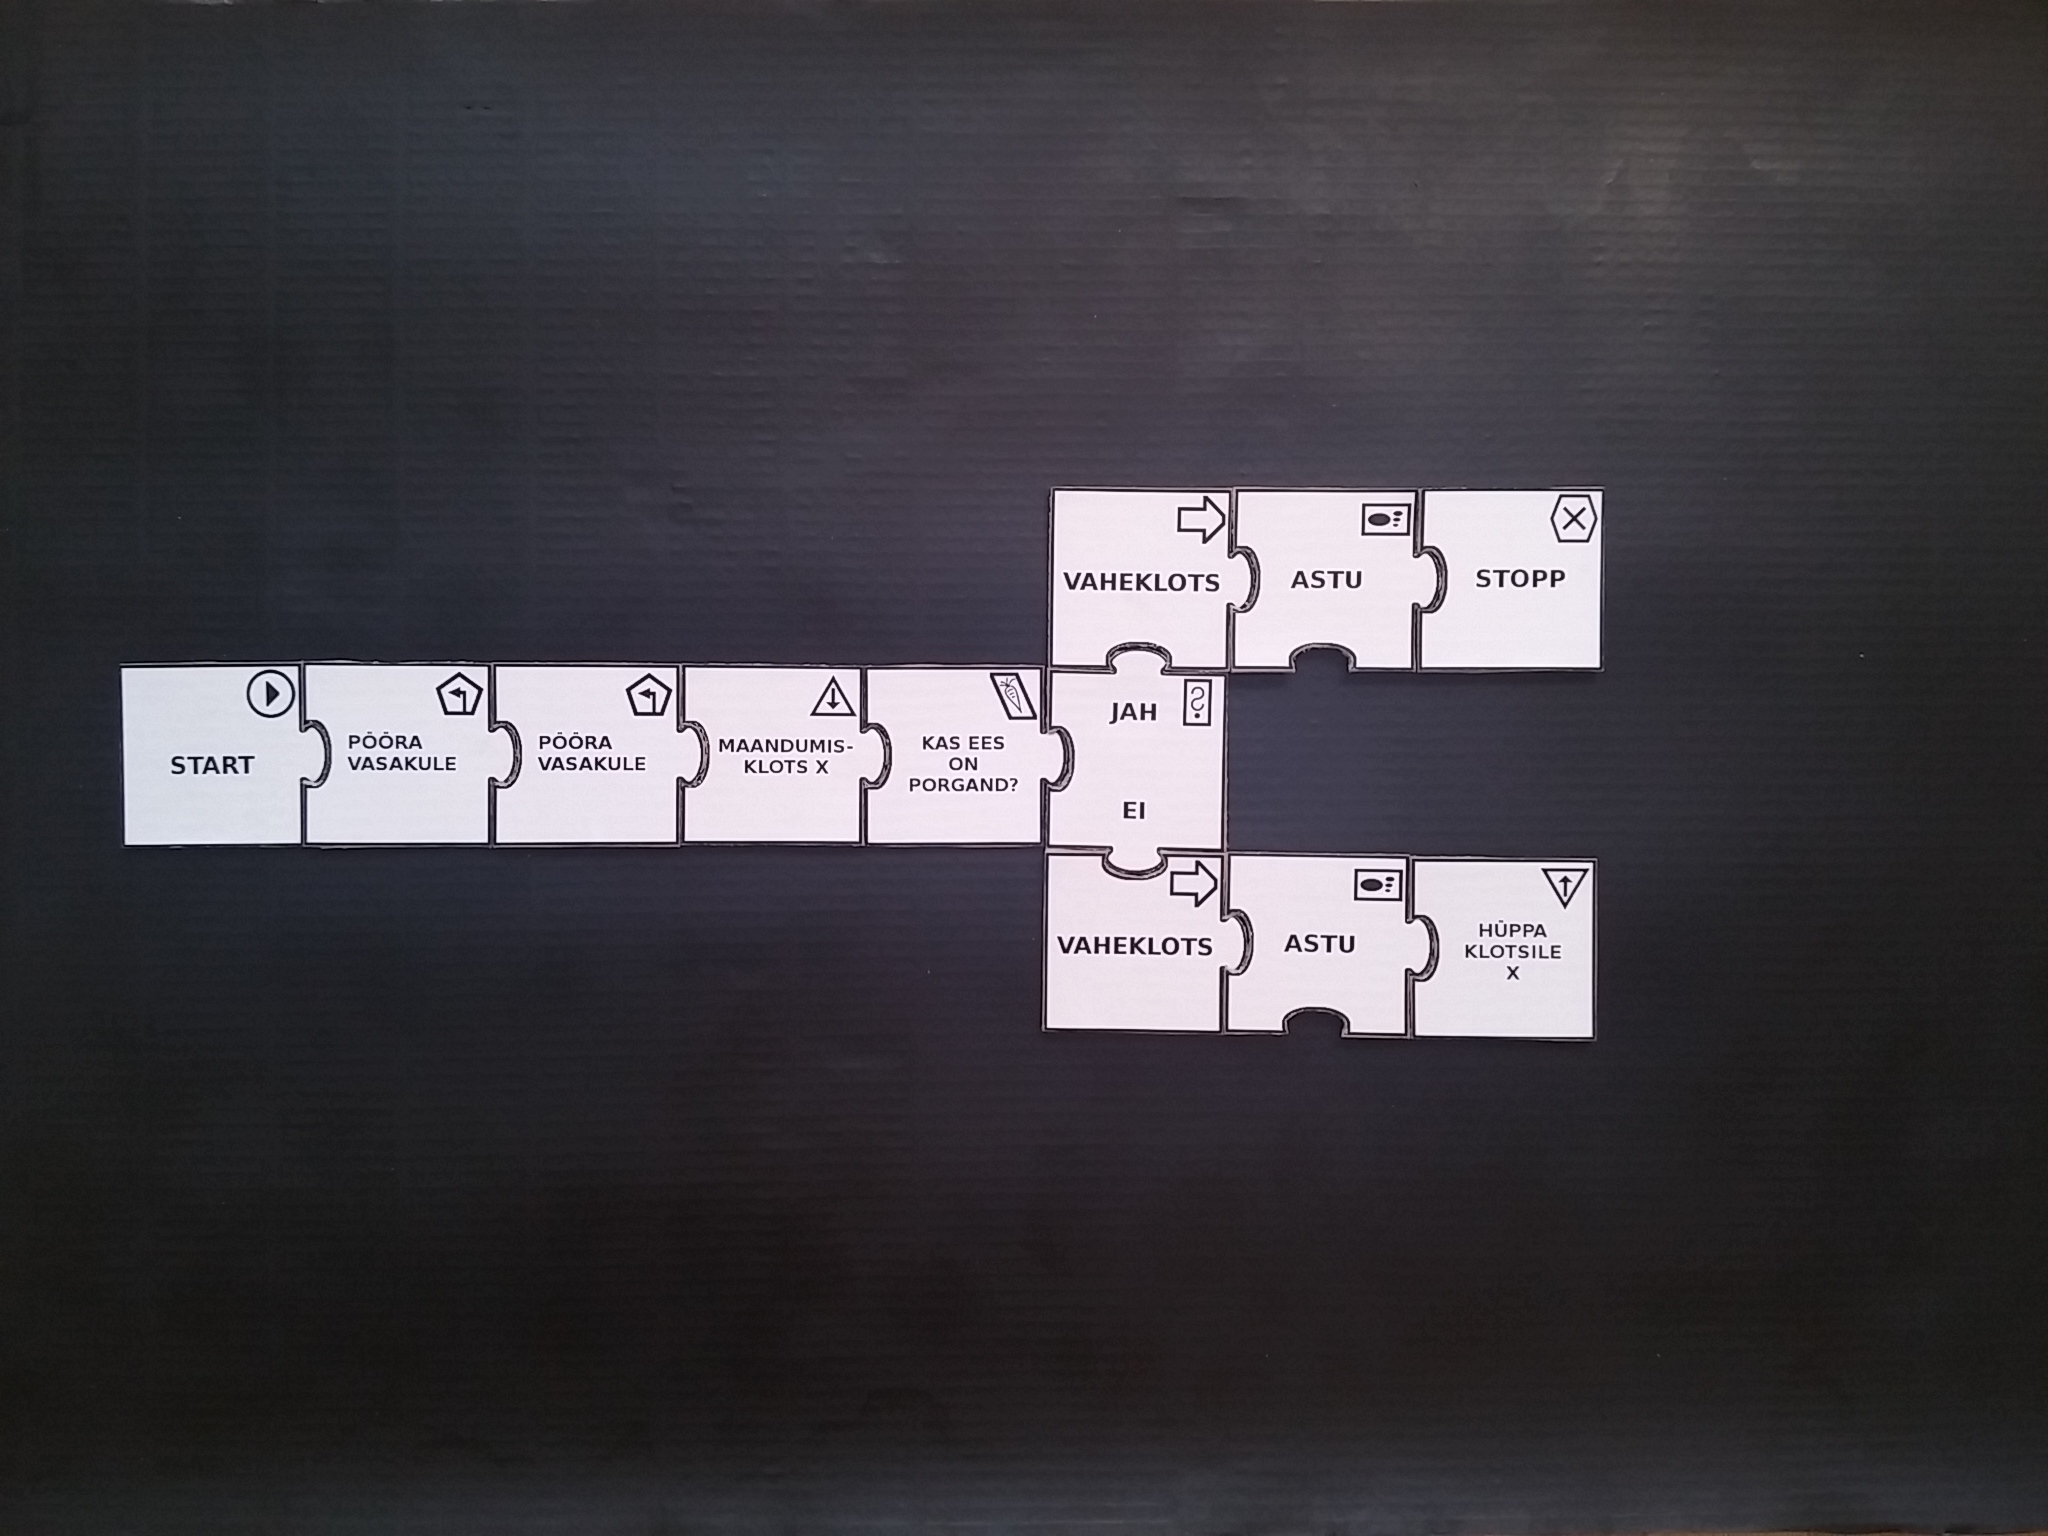 START
PÖÖRA
VASAKULE
PÖÖRA
VASAKULE
MAANDUMIS-
KLOTS X
KAS EES
ON
PORGAND?
JAH
EI
VAHEKLOTS
ASTU
STOPP
VAHEKLOTS
ASTU
HÜPPA
KLOTSILE
X